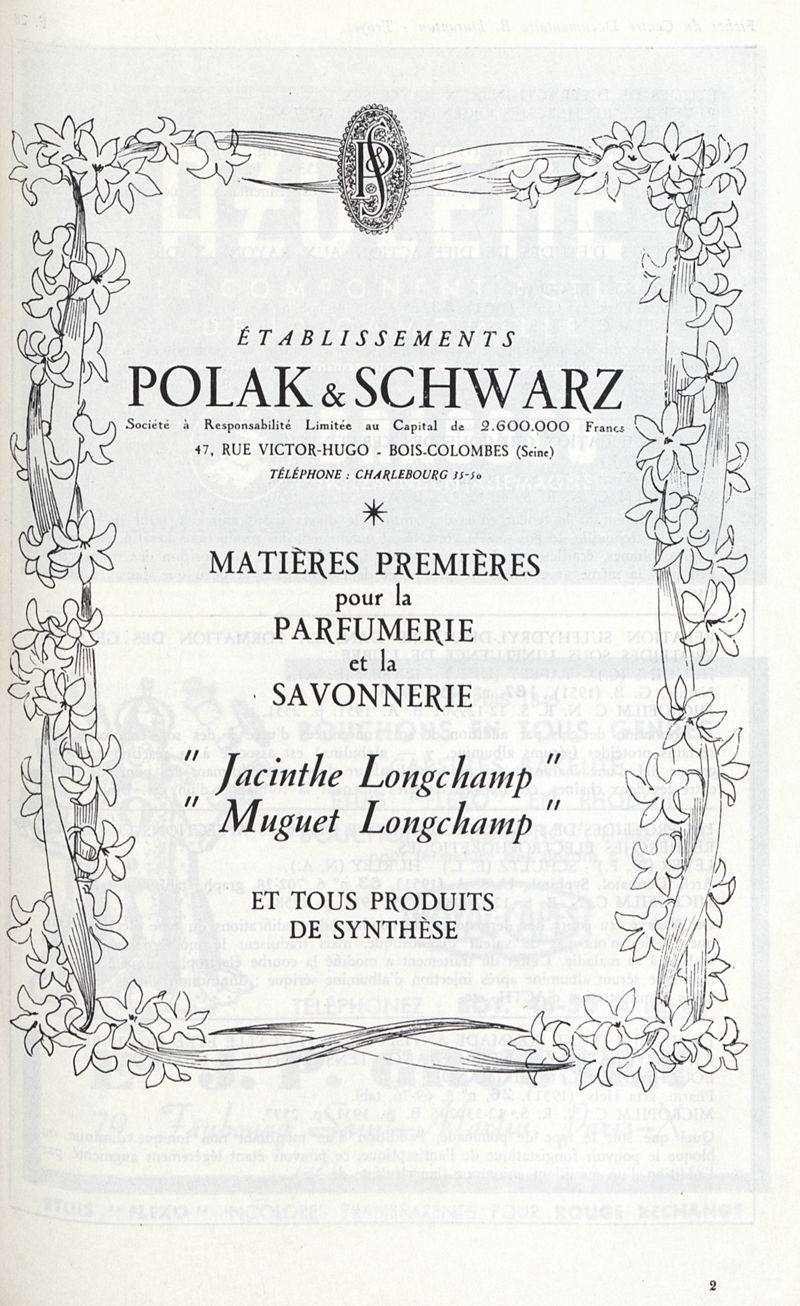 P&S
ÉTABLISSEMENTS
POLAK & SCHWARZ
Société à Responsabilité Limitée au Capital de 2.600.000 Francs
47, RUE VICTOR-HUGO - BOIS-COLOMBES (Seine)
TÉLÉPHONE : CHARLEBOURG 35-50
MATIÈRES PREMIÈRES
pour la
PARFUMERIE
et la
SAVONNERIE
" Jacinthe Longchamp "
" Muguet Longchamp "
ET TOUS PRODUITS
DE SYNTHÈSE
2